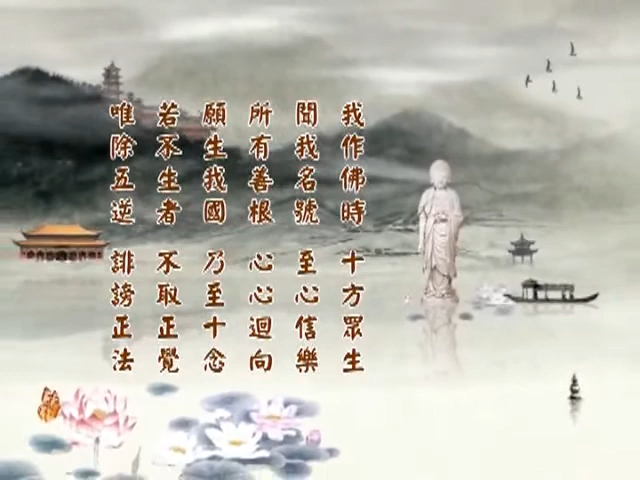 我作佛時 十方眾生
聞我名號 至心信樂
所有善根 心心迴向
願生我國 乃至十念
若不生者 不取正覺
唯除五逆 誹謗正法